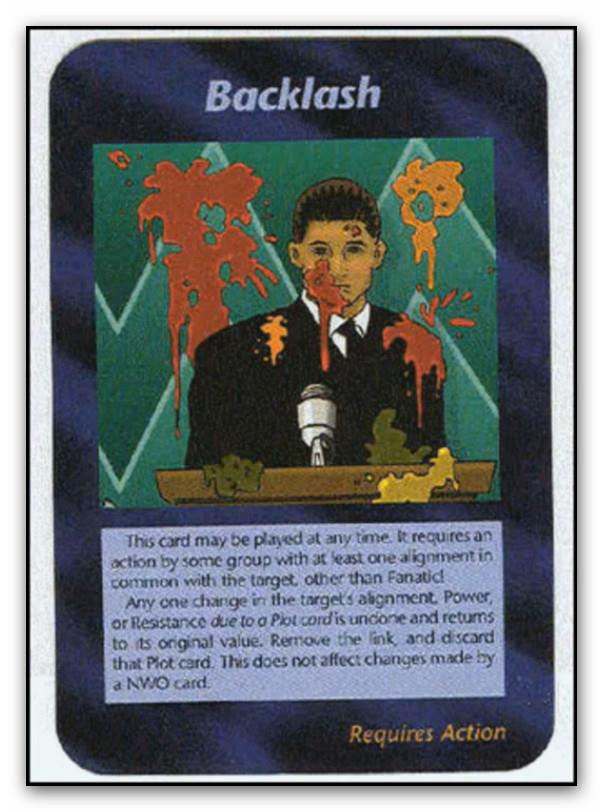 Backlash
This card may be played at any time. It requires an
action by some group with at least one alignment in
common with the target, other than Fanatic!
Any one change in the target's alignment, Power,
or Resistance due to a Plot card is undone and returns
to its original value. Remove the link, and discard
that Plot card. This does not affect changes made by
a NWO card.
Requires Action